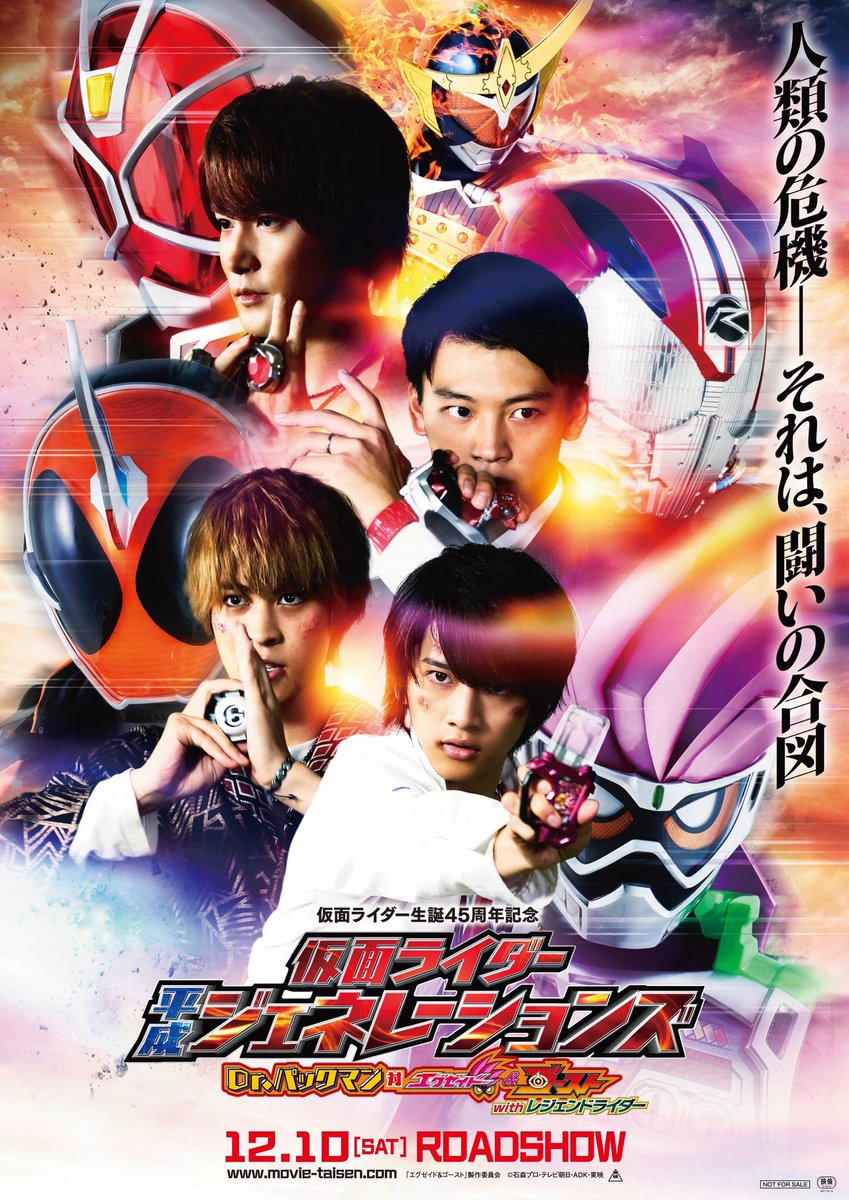 人類の危機──それは、闘いの合図
仮面ライダー生誕45周年記念
仮面ライダー
平成ジェネレーションズ
Dr.パックマン対エグゼイド&ゴースト
withレジェンドライダー
12.10[SAT] ROADSHOW
www.movie-taisen.com 「エグゼイド&ゴースト」製作委員会 ©石森プロ・テレビ朝日・ADK・東映
NOT FOR SALE
映倫
R
6